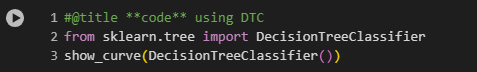 1 #@title **code** using DTC
2 from sklearn.tree import DecisionTreeClassifier
3 show_curve(DecisionTreeClassifier())